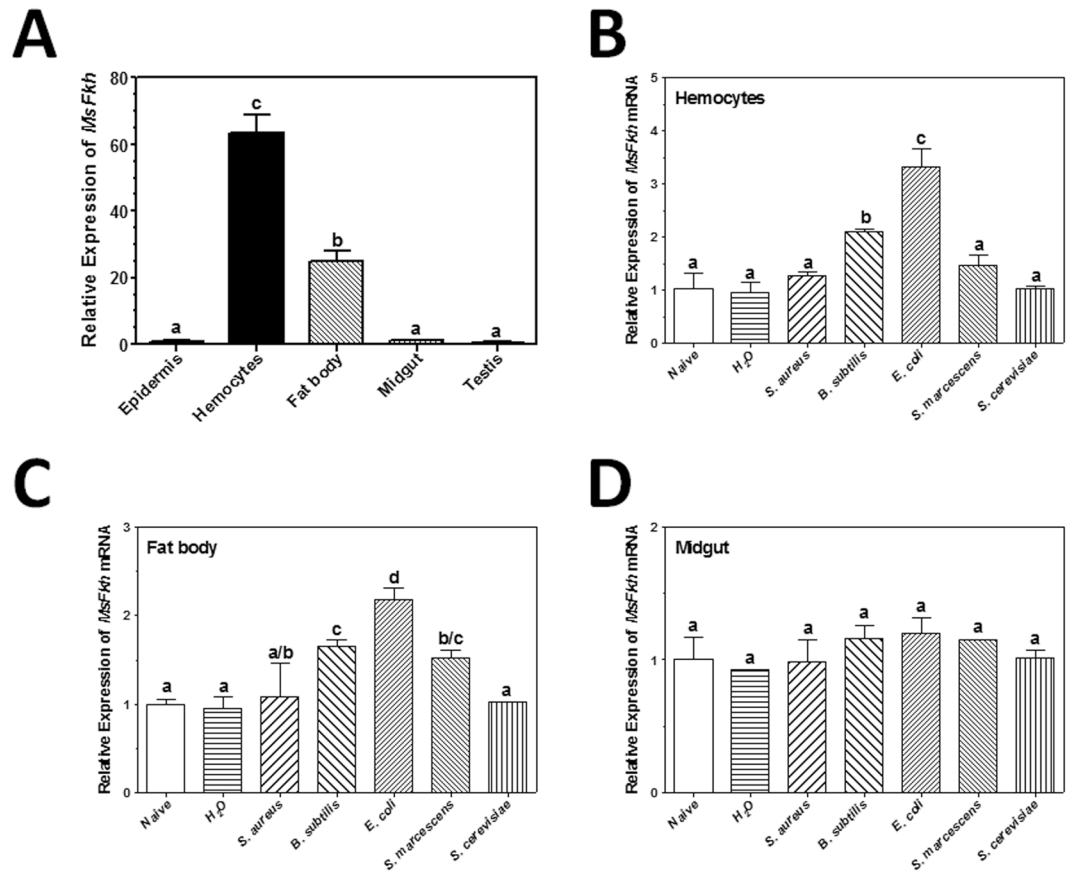 A
Relative Expression of MsFkh
80
60
40
20
0
a
c
b
a
a
Epidermis
Hemocytes
Fat body
Midgut
Testis
B
Relative Expression of MsFkh mRNA
Hemocytes
5
4
3
2
1
0
a
a
a
b
c
a
a
Naive
H2O
S. aureus
B. subtilis
E. coli
S. marcescens
S. cerevisiae
C
Relative Expression of MsFkh mRNA
Fat body
3
2
1
0
a
a
a/b
c
d
b/c
a
Naive
H2O
S. aureus
B. subtilis
E. coli
S. marcescens
S. cerevisiae
D
Relative Expression of MsFkh mRNA
Midgut
2
1
0
a
a
a
a
a
a
a
Naive
H2O
S. aureus
B. subtilis
E. coli
S. marcescens
S. cerevisiae